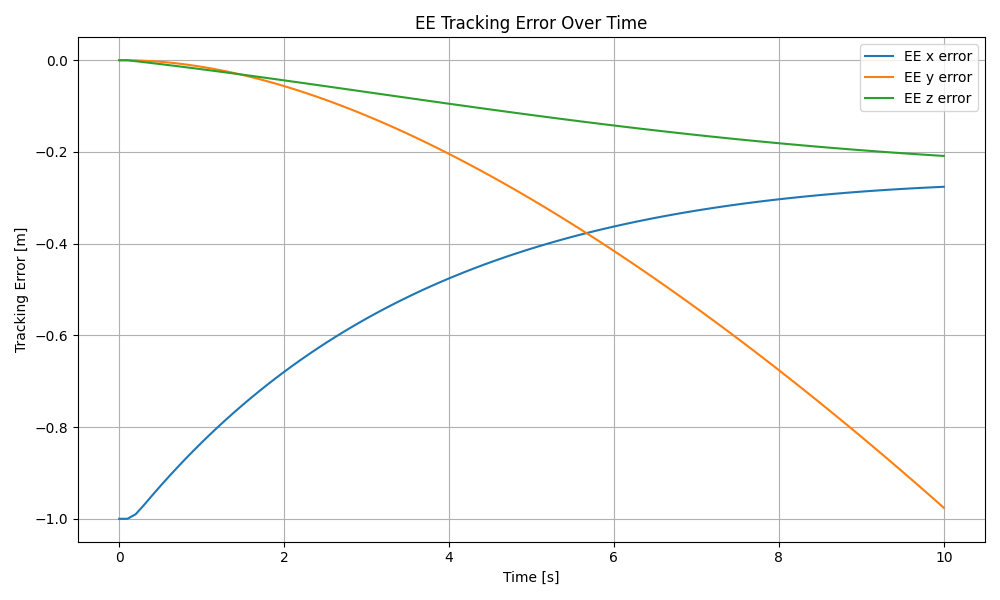 EE Tracking Error Over Time
EE x error
EE y error
EE z error
Tracking Error [m]
0.0
−0.2
−0.4
−0.6
−0.8
−1.0
0
2
4
6
8
10
Time [s]